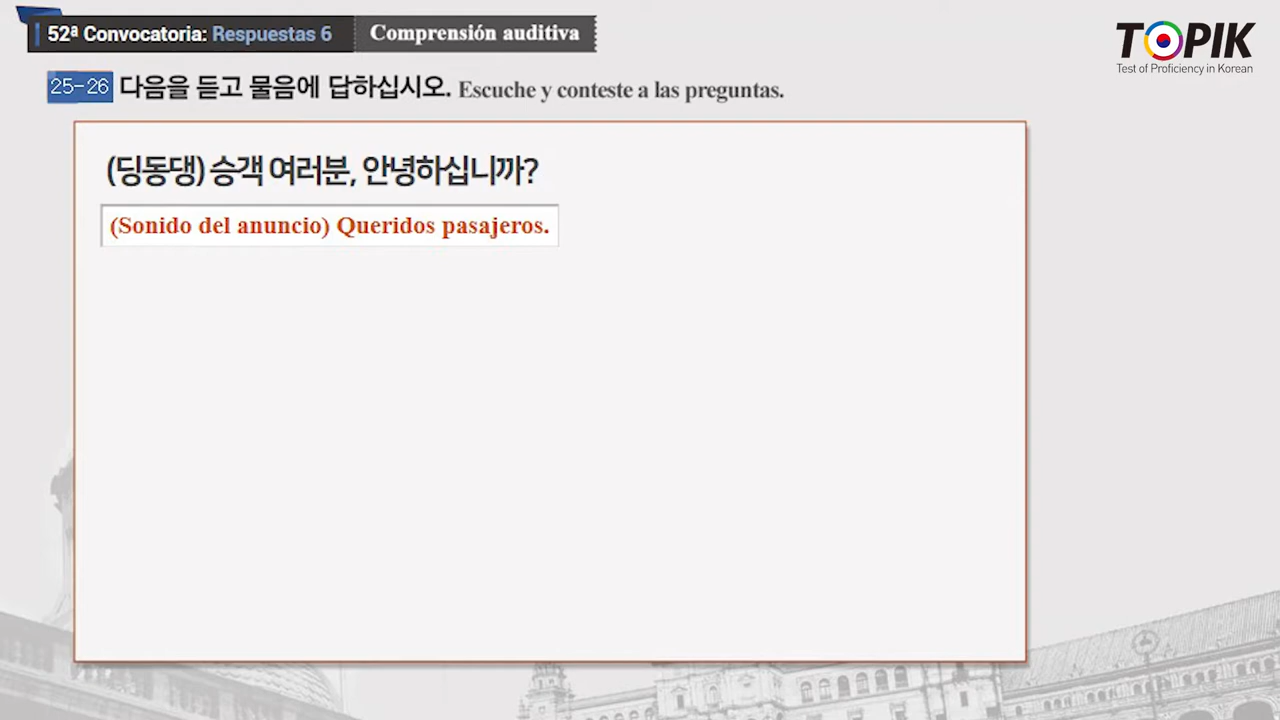 52ª Convocatoria: Respuestas 6 Comprensión auditiva
TOPIK
Test of Proficiency in Korean
25-26 다음을 듣고 물음에 답하십시오. Escuche y conteste a las preguntas.
(딩동댕) 승객 여러분, 안녕하십니까?
(Sonido del anuncio) Queridos pasajeros.